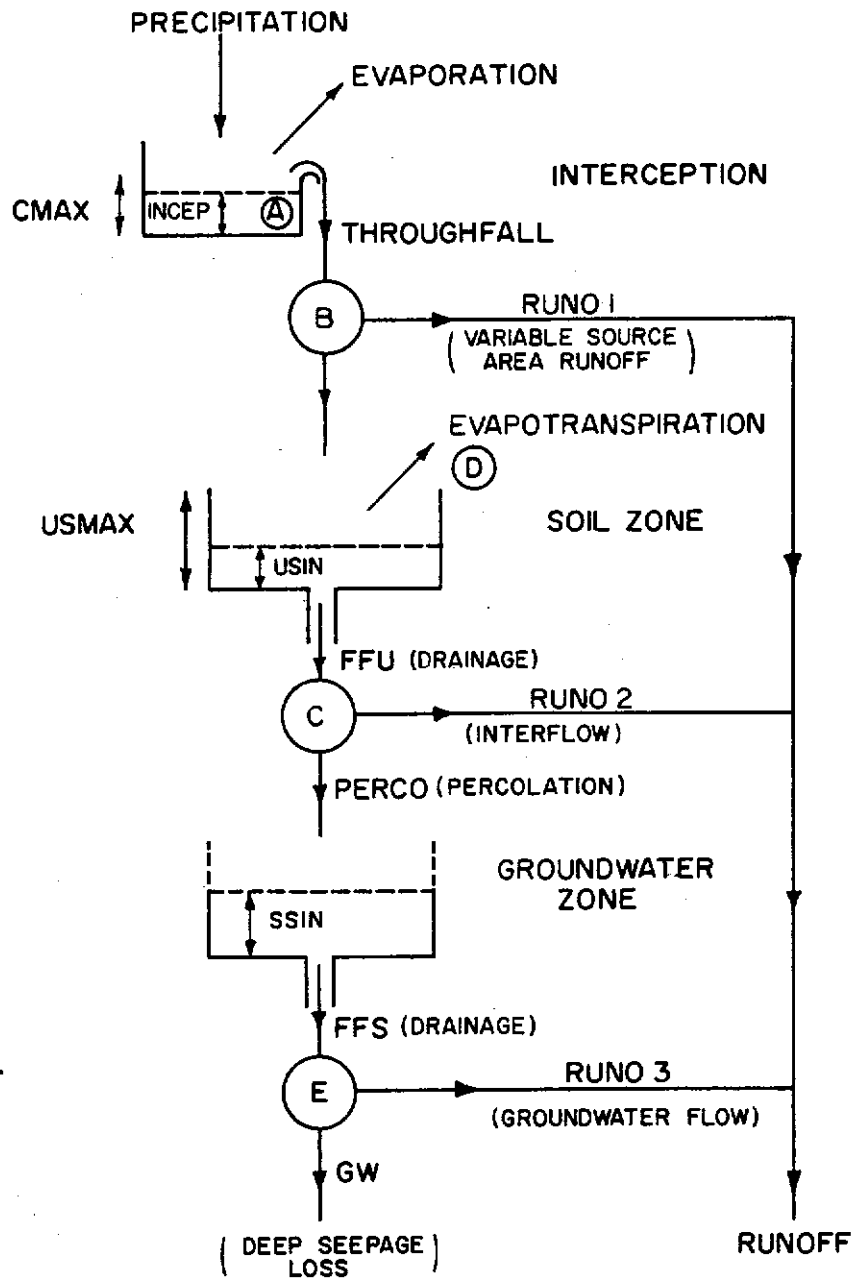 PRECIPITATION
EVAPORATION
INTERCEPTION
CMAX
INCEP
A
THROUGHFALL
B
RUNO 1
(VARIABLE SOURCE
AREA RUNOFF)
EVAPOTRANSPIRATION
D
USMAX
SOIL ZONE
USIN
FFU (DRAINAGE)
C
RUNO 2
(INTERFLOW)
PERCO (PERCOLATION)
GROUNDWATER
ZONE
SSIN
FFS (DRAINAGE)
E
RUNO 3
(GROUNDWATER FLOW)
GW
(DEEP SEEPAGE
LOSS)
RUNOFF